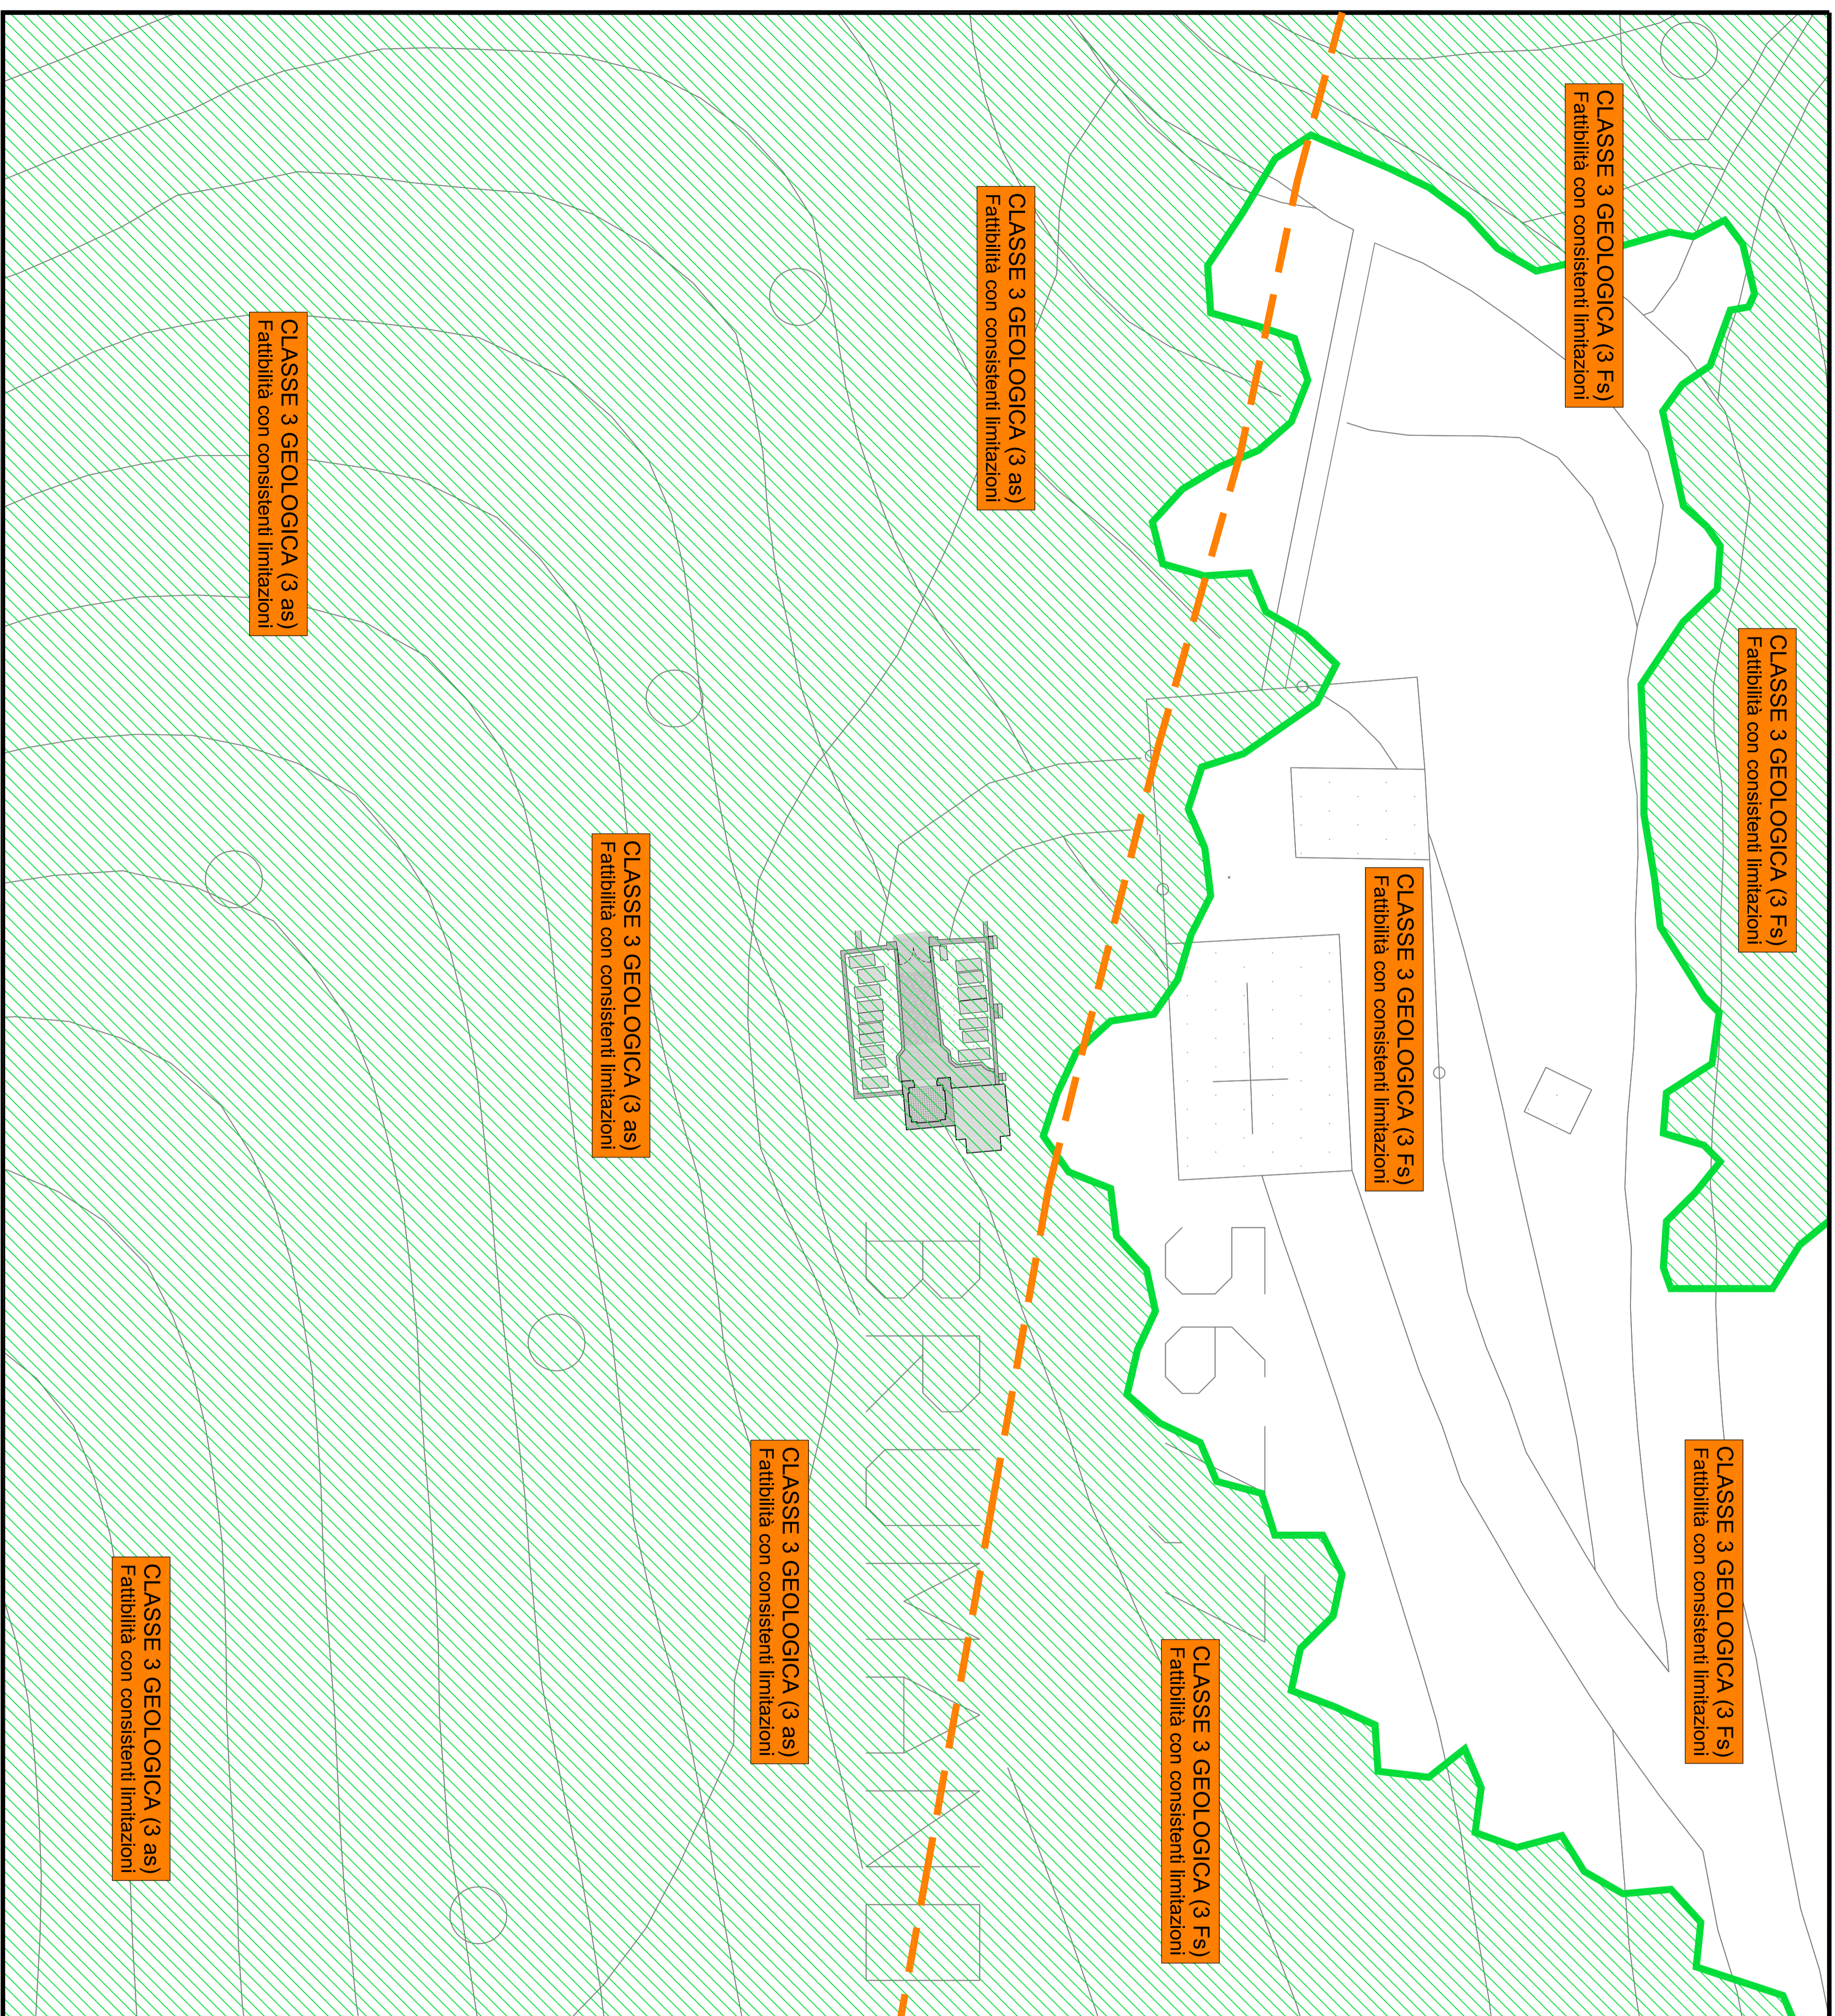 CLASSE 3 GEOLOGICA (3 Fs)
Fattibilità con consistenti limitazioni
CLASSE 3 GEOLOGICA (3 Fs)
Fattibilità con consistenti limitazioni
CLASSE 3 GEOLOGICA (3 Fs)
Fattibilità con consistenti limitazioni
CLASSE 3 GEOLOGICA (3 Fs)
Fattibilità con consistenti limitazioni
CLASSE 3 GEOLOGICA (3 Fs)
Fattibilità con consistenti limitazioni
CLASSE 3 GEOLOGICA (3 as)
Fattibilità con consistenti limitazioni
CLASSE 3 GEOLOGICA (3 as)
Fattibilità con consistenti limitazioni
CLASSE 3 GEOLOGICA (3 as)
Fattibilità con consistenti limitazioni
CLASSE 3 GEOLOGICA (3 as)
Fattibilità con consistenti limitazioni
CLASSE 3 GEOLOGICA (3 as)
Fattibilità con consistenti limitazioni